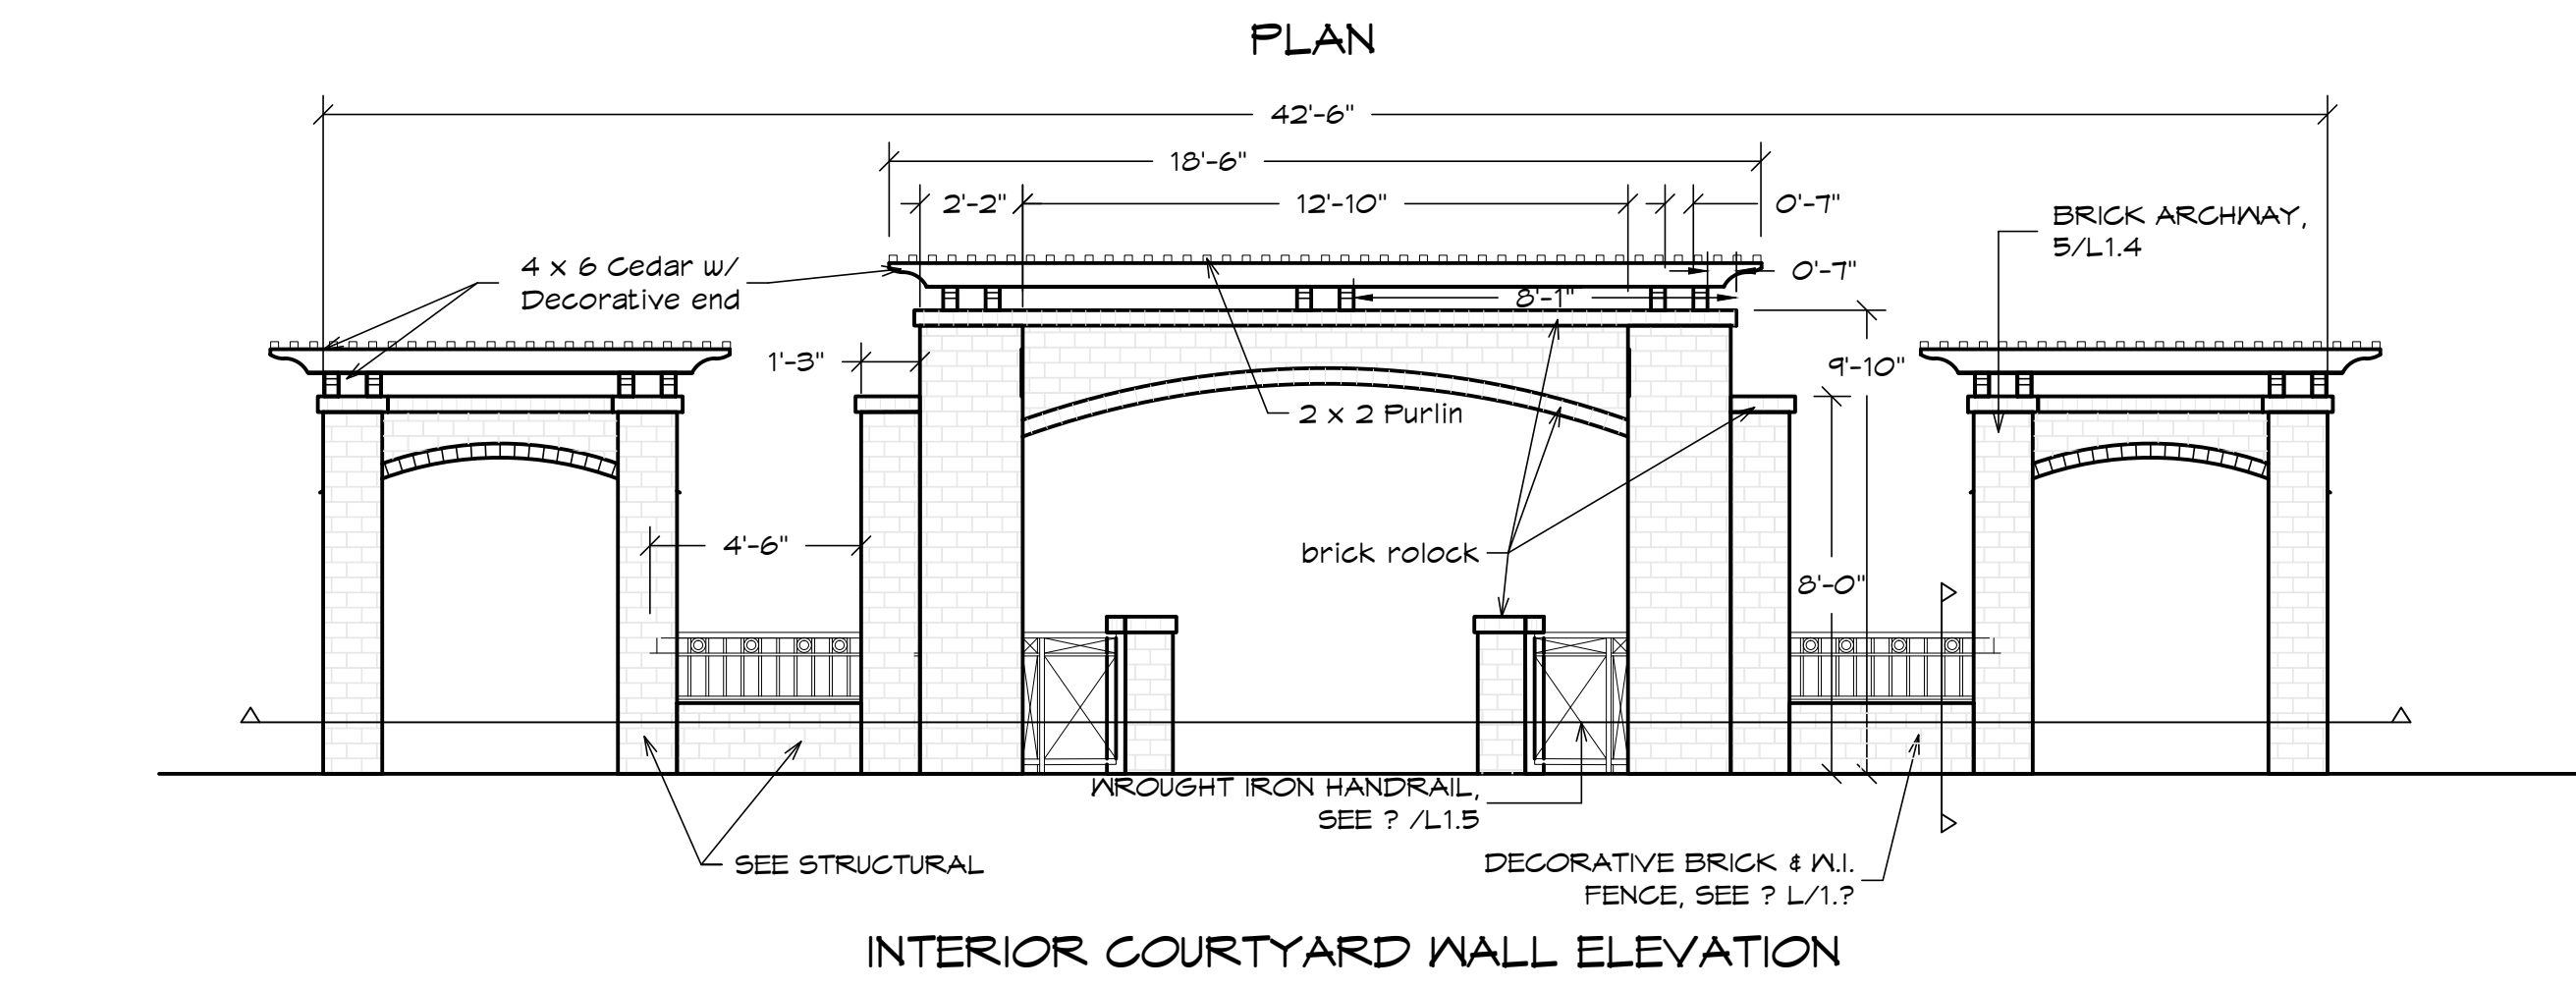 PLAN
42'-6"
18'-6"
2'-2"
12'-10"
0'-7"
BRICK ARCHWAY,
5/L1.4
4 x 6 Cedar w/
Decorative end
0'-7"
8'-1"
1'-3"
9'-10"
2 x 2 Purlin
4'-6"
brick rolock
8'-0"
WROUGHT IRON HANDRAIL,
SEE ? /L1.5
SEE STRUCTURAL
DECORATIVE BRICK & W.I.
FENCE, SEE ? L/1.?
INTERIOR COURTYARD WALL ELEVATION